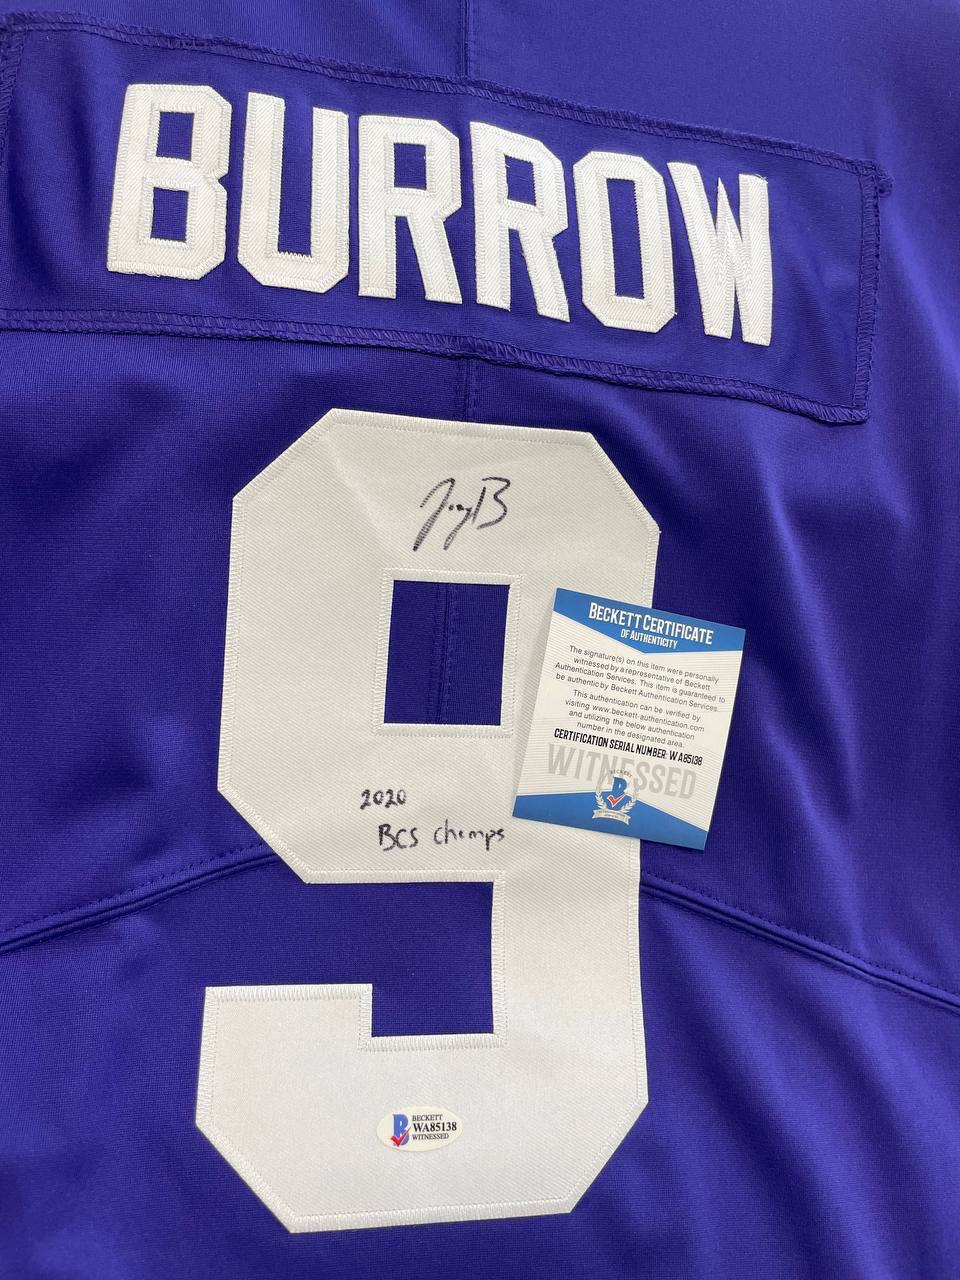 BURROW
Joey B
BECKETT CERTIFICATE
OF AUTHENTICITY
The signature(s) on this item were personally
witnessed by a representative of Beckett
Authentication Services. This item is guaranteed to
be authentic by Beckett Authentication Services.
This authentication can be verified by
visiting www.beckett-authentication.com
and utilizing the below authentication
number in the designated area.
CERTIFICATION SERIAL NUMBER: WA85138
WITNESSED
BECKETT
B
2020
BCS Chemps
9
B
BECKETT
WA85138
WITNESSED